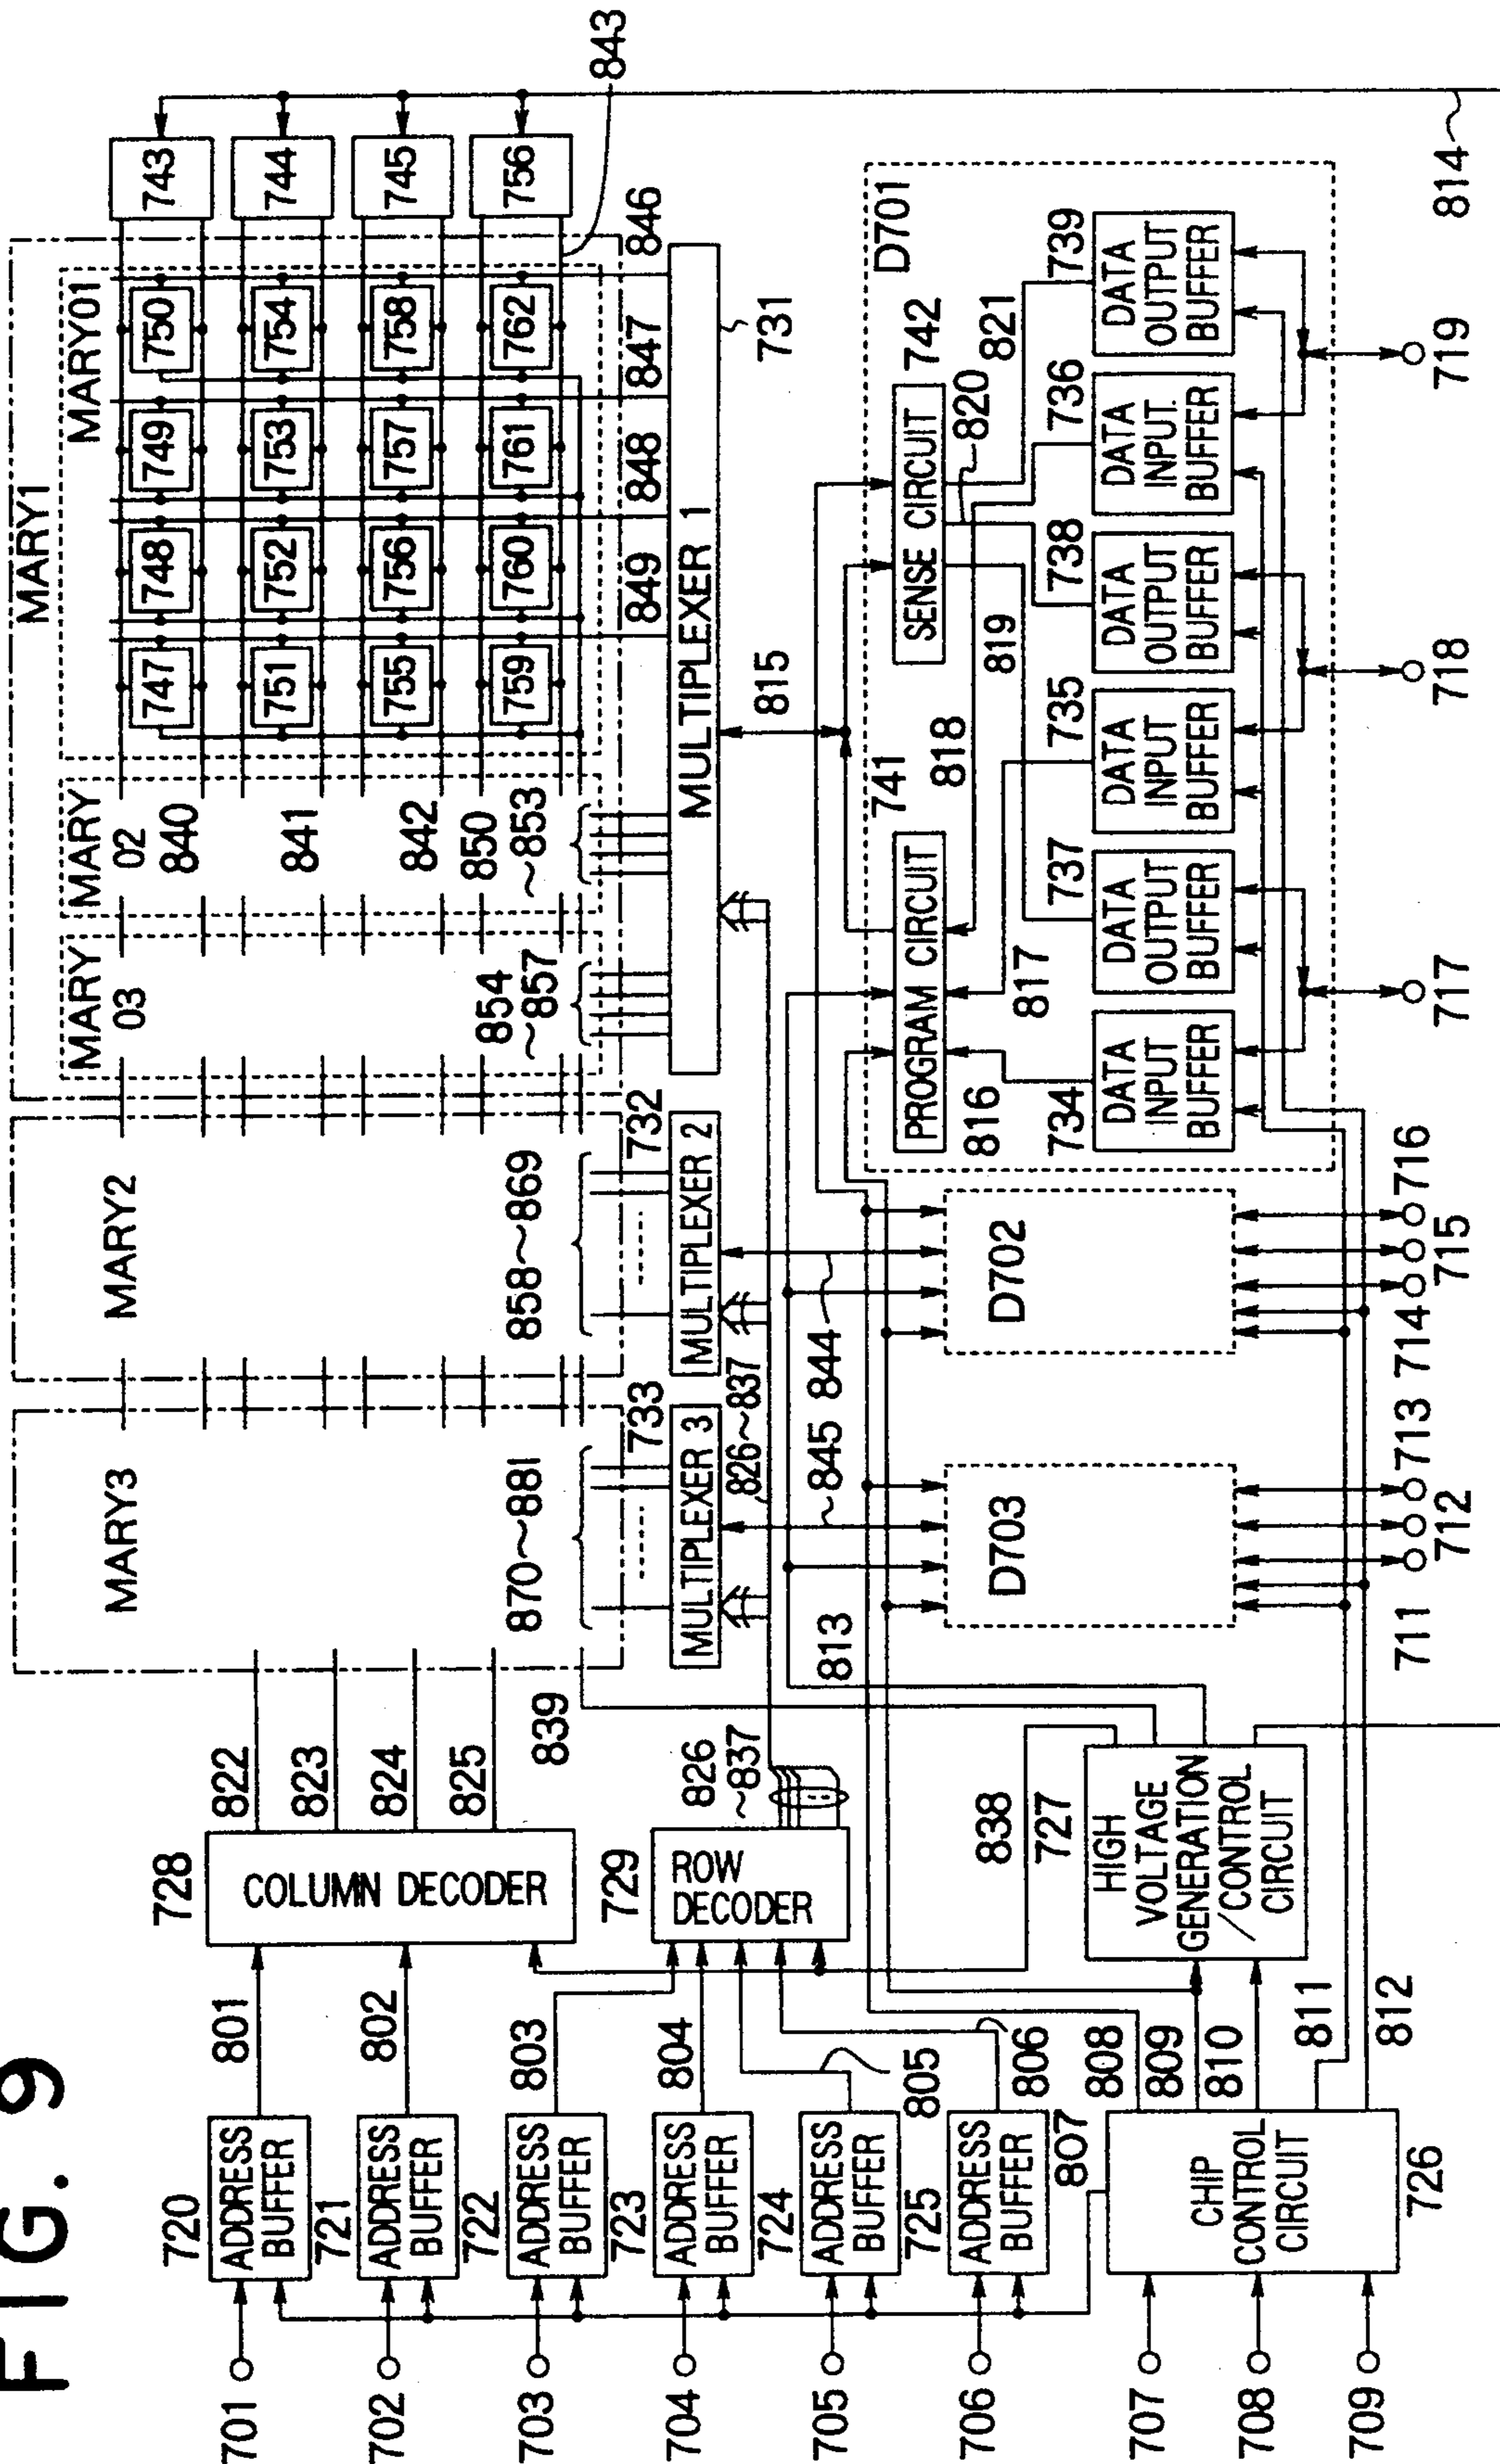 FIG. 9
701
702
703
704
705
706
707
708
709
720
ADDRESS
BUFFER
721
ADDRESS
BUFFER
722
ADDRESS
BUFFER
723
ADDRESS
BUFFER
724
ADDRESS
BUFFER
725
ADDRESS
BUFFER
807
CHIP
CONTROL
CIRCUIT
726
801
802
803
804
805
806
808
809
810
811
812
728
COLUMN DECODER
729
ROW
DECODER
838
727
HIGH
VOLTAGE
GENERATION
/CONTROL
CIRCUIT
822
823
824
825
839
826
~837
813
MARY3
870~881
733
MULTIPLEXER 3
826~837
845
844
D703
711
712
713
MARY2
858~869
732
MULTIPLEXER 2
D702
714
715
716
MARY1
MARY
03
854
~857
MARY
02
840
841
842
850
~853
MARY01
747
748
749
750
751
752
753
754
755
756
757
758
759
760
761
762
743
744
745
756
843
849
848
847
846
MULTIPLEXER 1
731
815
D701
741
PROGRAM CIRCUIT
742
SENSE CIRCUIT
816
817
818
819
820
821
734
DATA
INPUT
BUFFER
737
DATA
OUTPUT
BUFFER
735
DATA
INPUT
BUFFER
738
DATA
OUTPUT
BUFFER
736
DATA
INPUT.
BUFFER
739
DATA
OUTPUT
BUFFER
717
718
719
814